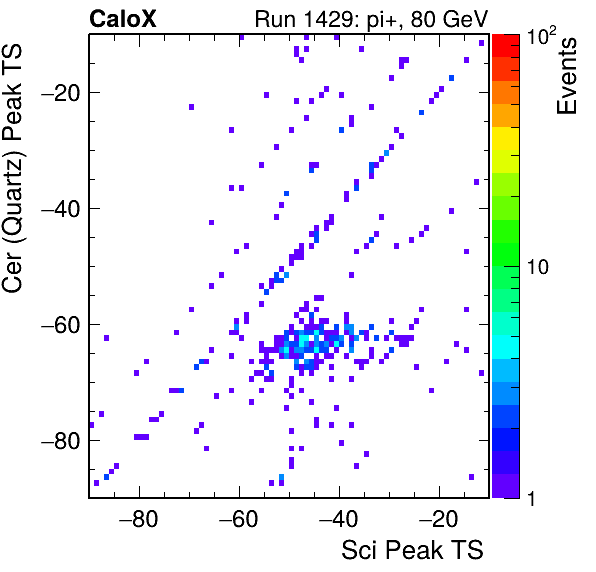 CaloX Run 1429: pi+, 80 GeV
Cer (Quartz) Peak TS
−20
−40
−60
−80
−80 −60 −40 −20
Sci Peak TS
10²
10
1
Events